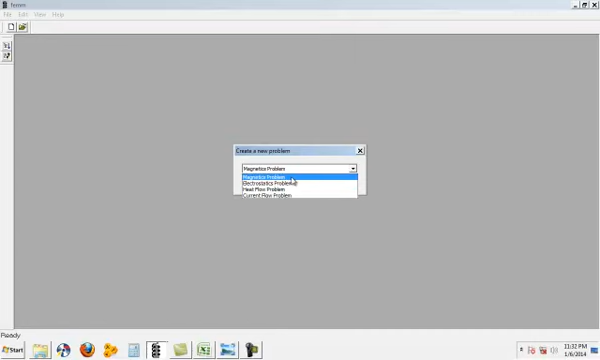 femm
File Edit View Help
Create a new problem
Magnetics Problem
Magnetics Problem
Electrostatics Problem
Heat Flow Problem
Current Flow Problem
Ready
Start
11:32 PM
1/6/2014